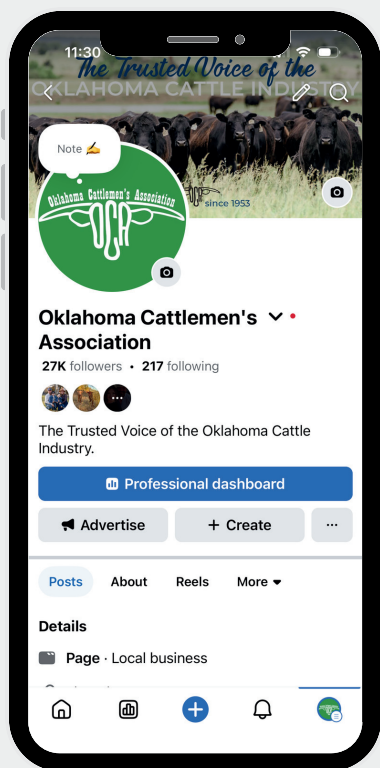 11:30
The Trusted Voice of the
OKLAHOMA CATTLE INDUSTRY
Note ✍️
Oklahoma Cattlemen's Association
OCA
since 1953
Oklahoma Cattlemen's
Association
27K followers • 217 following
The Trusted Voice of the Oklahoma Cattle
Industry.
Professional dashboard
Advertise
+ Create
...
Posts
About
Reels
More
Details
Page · Local business